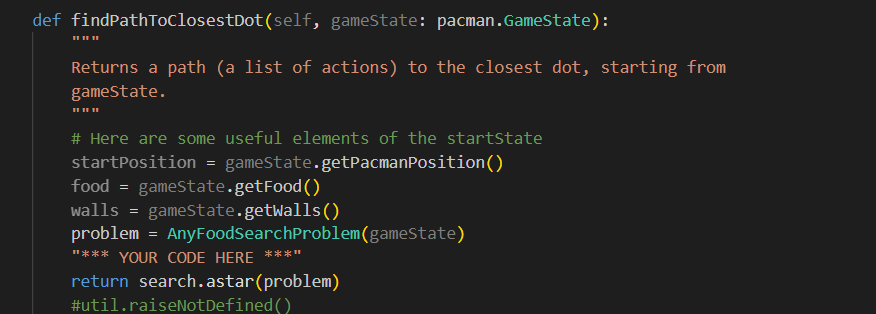 def findPathToClosestDot(self, gameState: pacman.GameState):
"""
Returns a path (a list of actions) to the closest dot, starting from
gameState.
"""
# Here are some useful elements of the startState
startPosition = gameState.getPacmanPosition()
food = gameState.getFood()
walls = gameState.getWalls()
problem = AnyFoodSearchProblem(gameState)
"*** YOUR CODE HERE ***"
return search.astar(problem)
#util.raiseNotDefined()